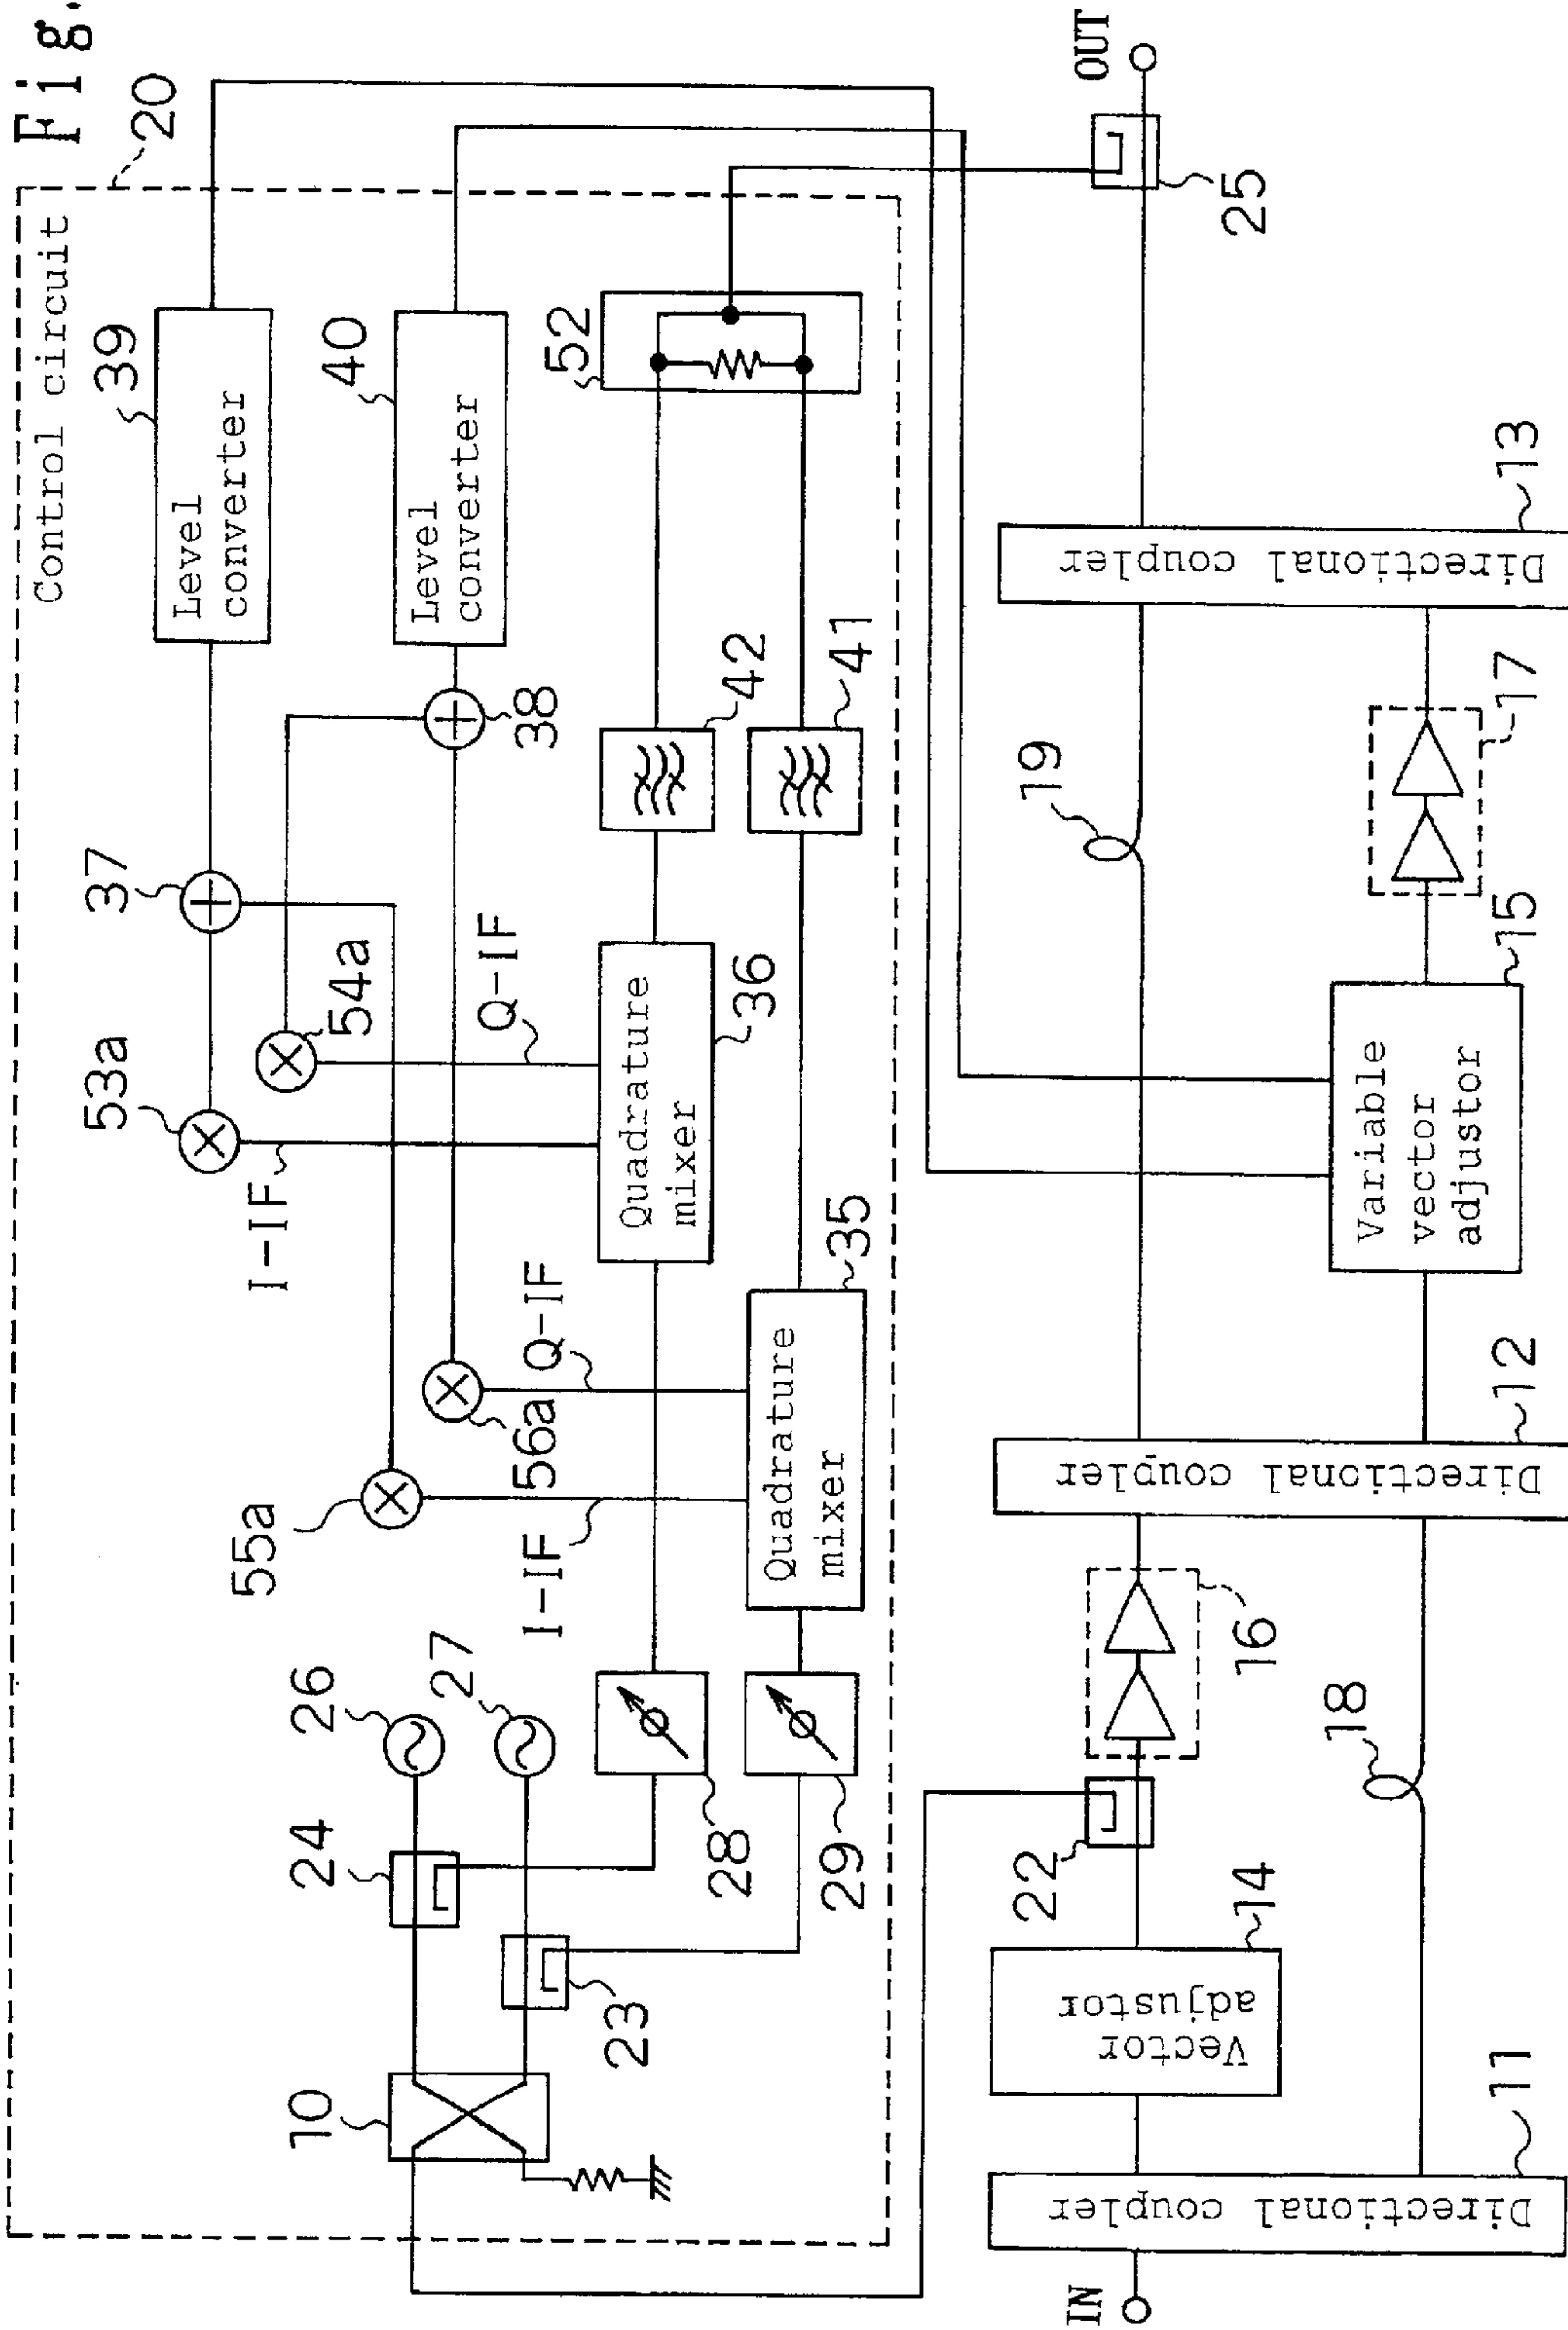 Fig.
20
Control circuit
39
Level
converter
40
Level
converter
52
37
38
42
41
53a
54a
I-IF
Q-IF
Quadrature
mixer
36
55a
56a
I-IF
Q-IF
Quadrature
mixer
35
26
27
24
23
28
29
10
OUT
25
13
Directional coupler
17
19
15
Variable
vector
adjustor
12
Directional coupler
16
18
22
14
Vector
adjustor
11
Directional coupler
IN